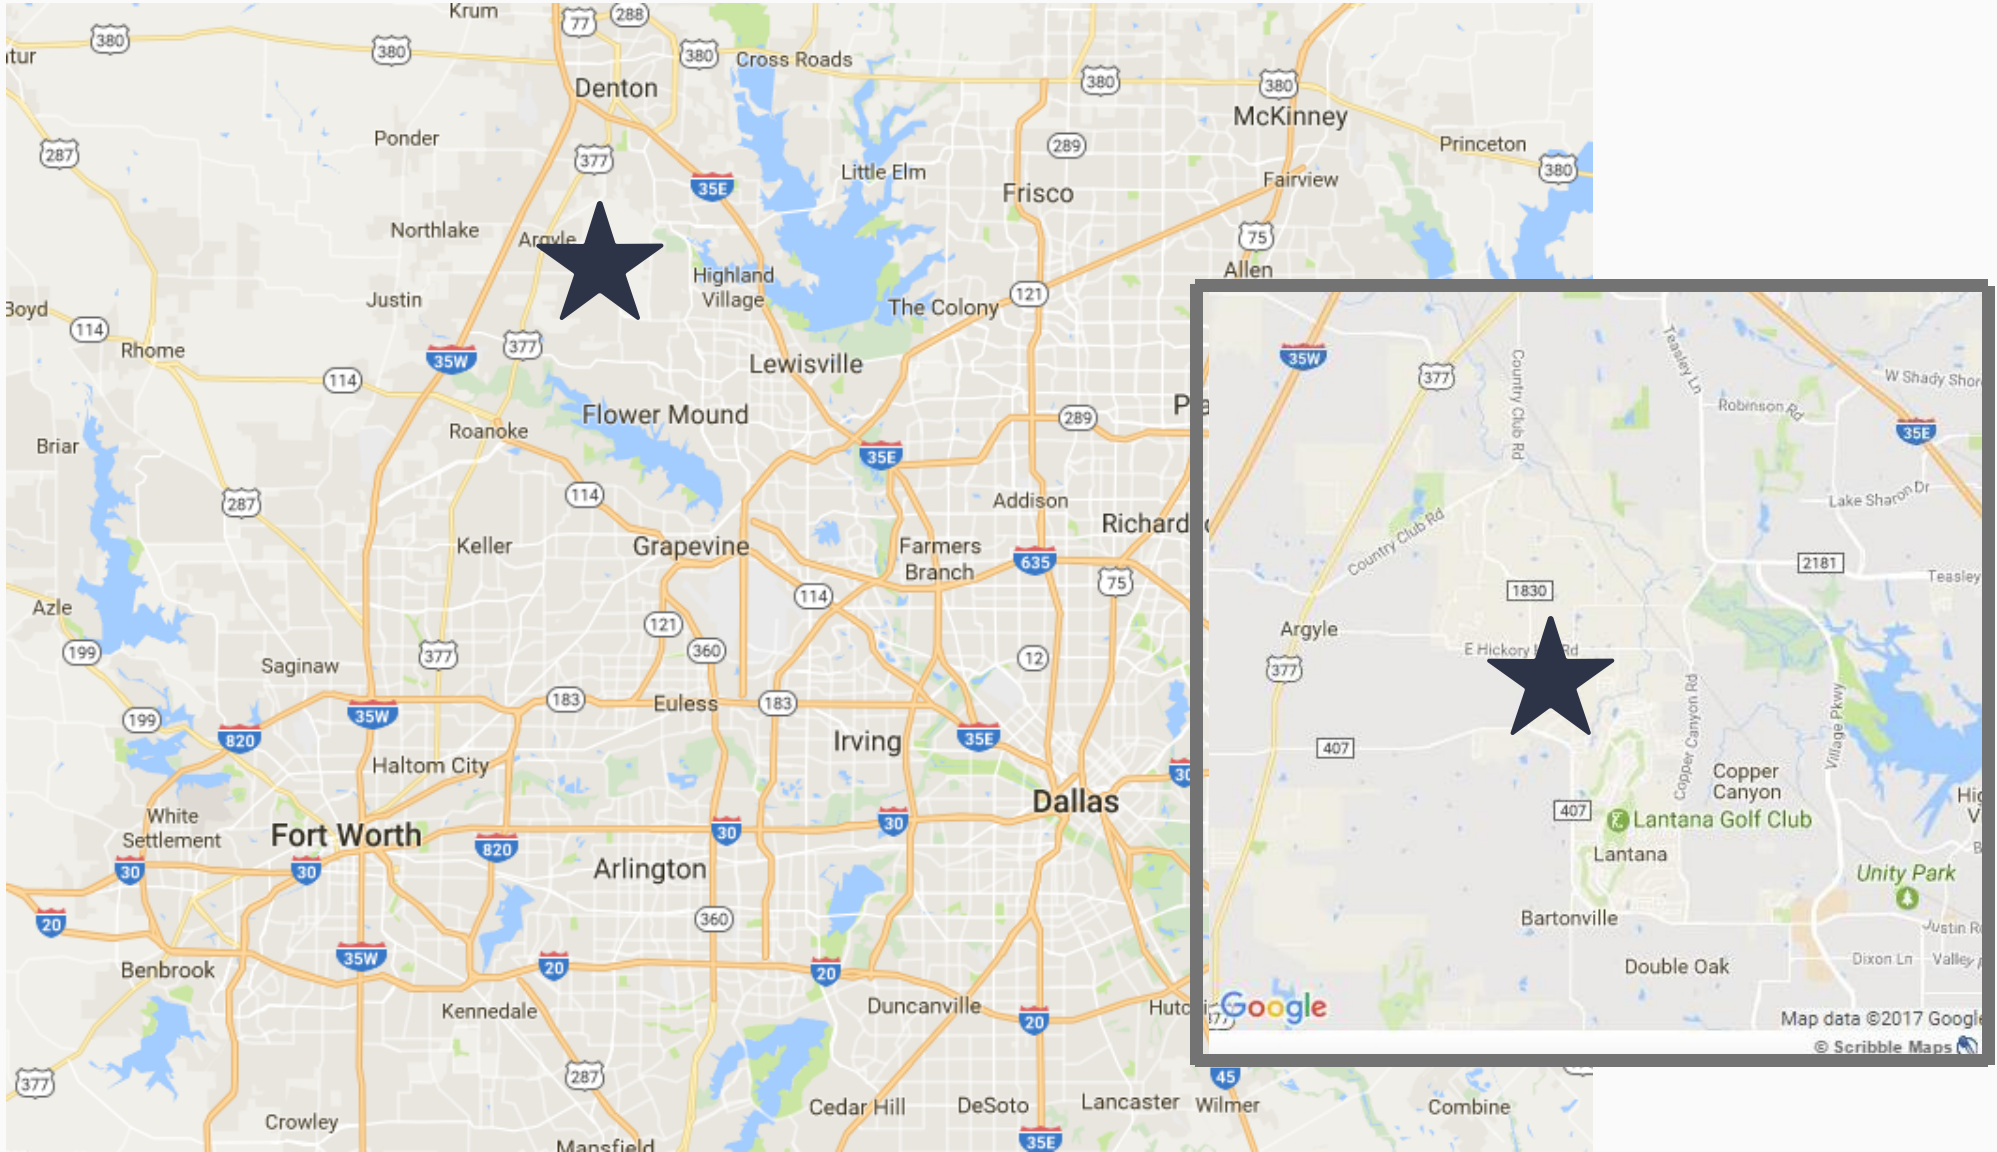 Krum
77
288
380
380
380
Cross Roads
Denton
380
380
McKinney
Ponder
287
377
289
Princeton
380
Little Elm
35E
Fairview
Frisco
Northlake
75
Highland
Village
Allen
121
Justin
The Colony
Boyd
114
Rhome
377
35W
Lewisville
114
Flower Mound
289
Roanoke
Briar
35E
114
287
Addison
Keller
Grapevine
Farmers
Branch
635
75
114
Azle
121
360
12
199
377
Saginaw
183
Euless
183
35W
199
820
Irving
35E
Haltom City
30
Dallas
White
Settlement
Fort Worth
820
30
30
30
30
Arlington
20
360
35W
20
20
Benbrook
Kennedale
Duncanville
20
377
287
45
Crowley
Cedar Hill
DeSoto
Lancaster
Wilmer
Combine
Mansfield
35E
35W
377
Country Club Rd
Teasley Ln
W Shady Shor
Robinson Rd
35E
Lake Sharon Dr
Country Club Rd
2181
Teasley
1830
Argyle
E Hickory
Rd
377
407
Copper Canyon Rd
Village Pkwy
Copper
Canyon
407
Lantana Golf Club
Lantana
Unity Park
Bartonville
Double Oak
Dixon Ln
Valley
Google
Map data ©2017 Google
© Scribble Maps